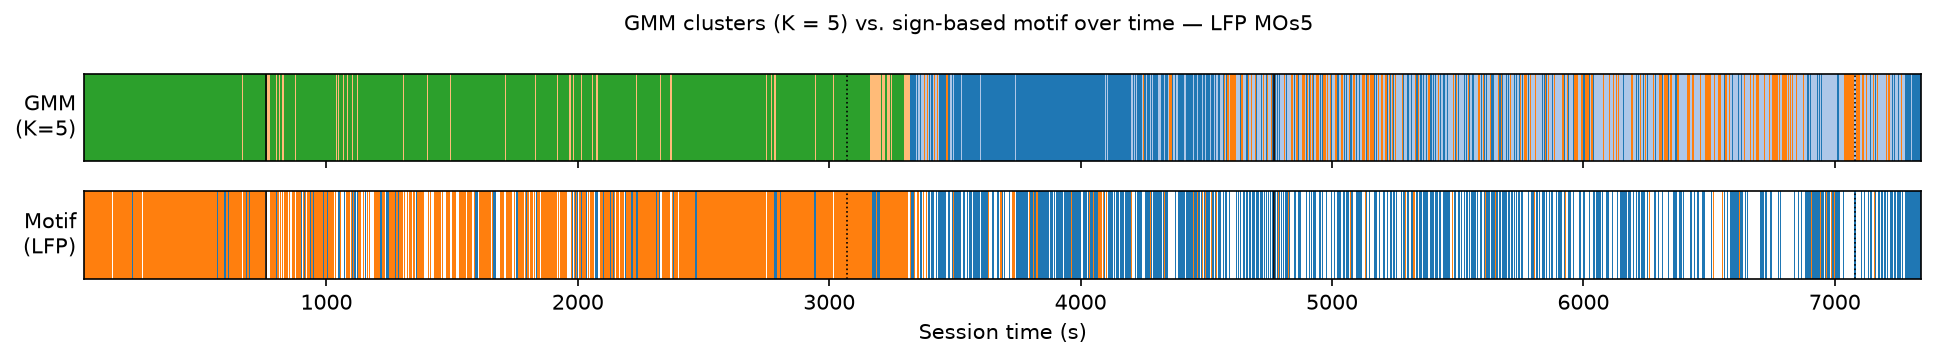 GMM clusters (K = 5) vs. sign-based motif over time — LFP MOs5
GMM
(K=5)
Motif
(LFP)
1000 2000 3000 4000 5000 6000 7000
Session time (s)